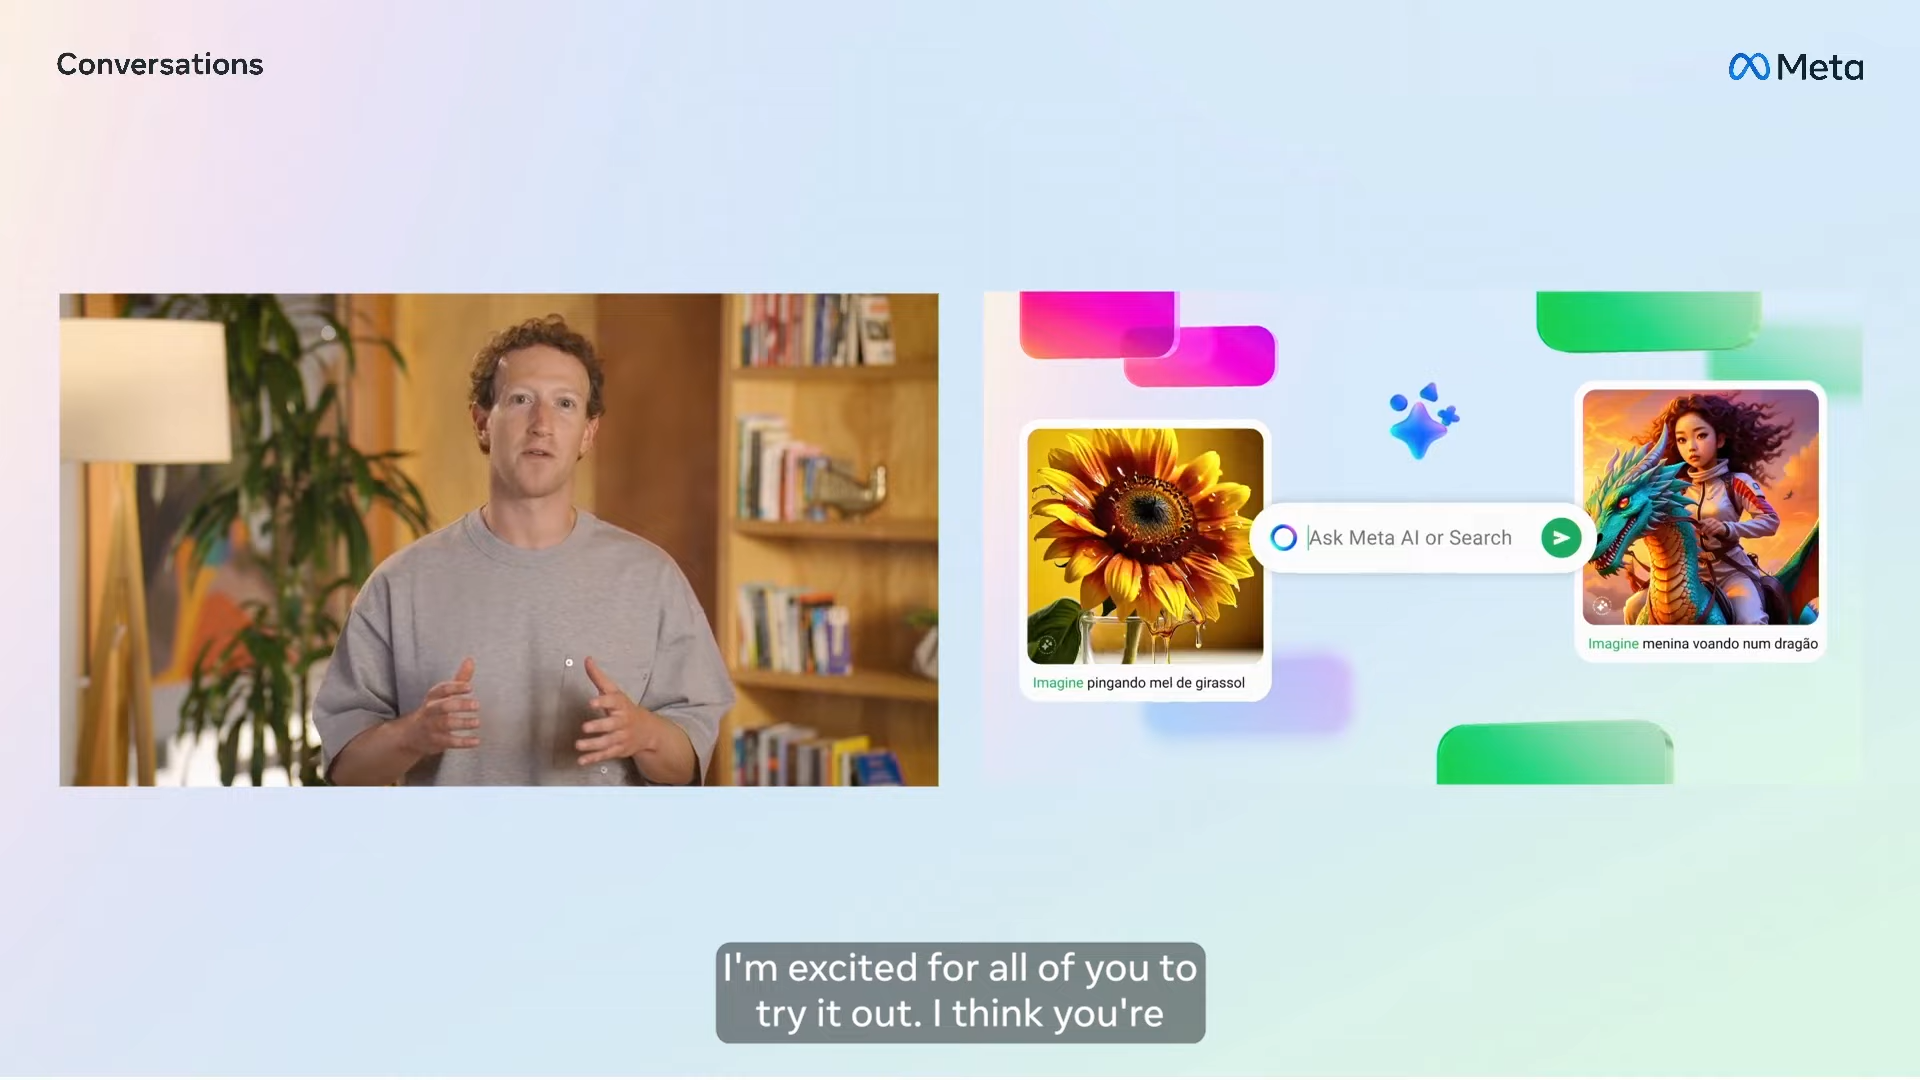 Conversations
Meta
Ask Meta AI or Search
Imagine menina voando num dragão
Imagine pingando mel de girassol
I'm excited for all of you to
try it out. I think you're